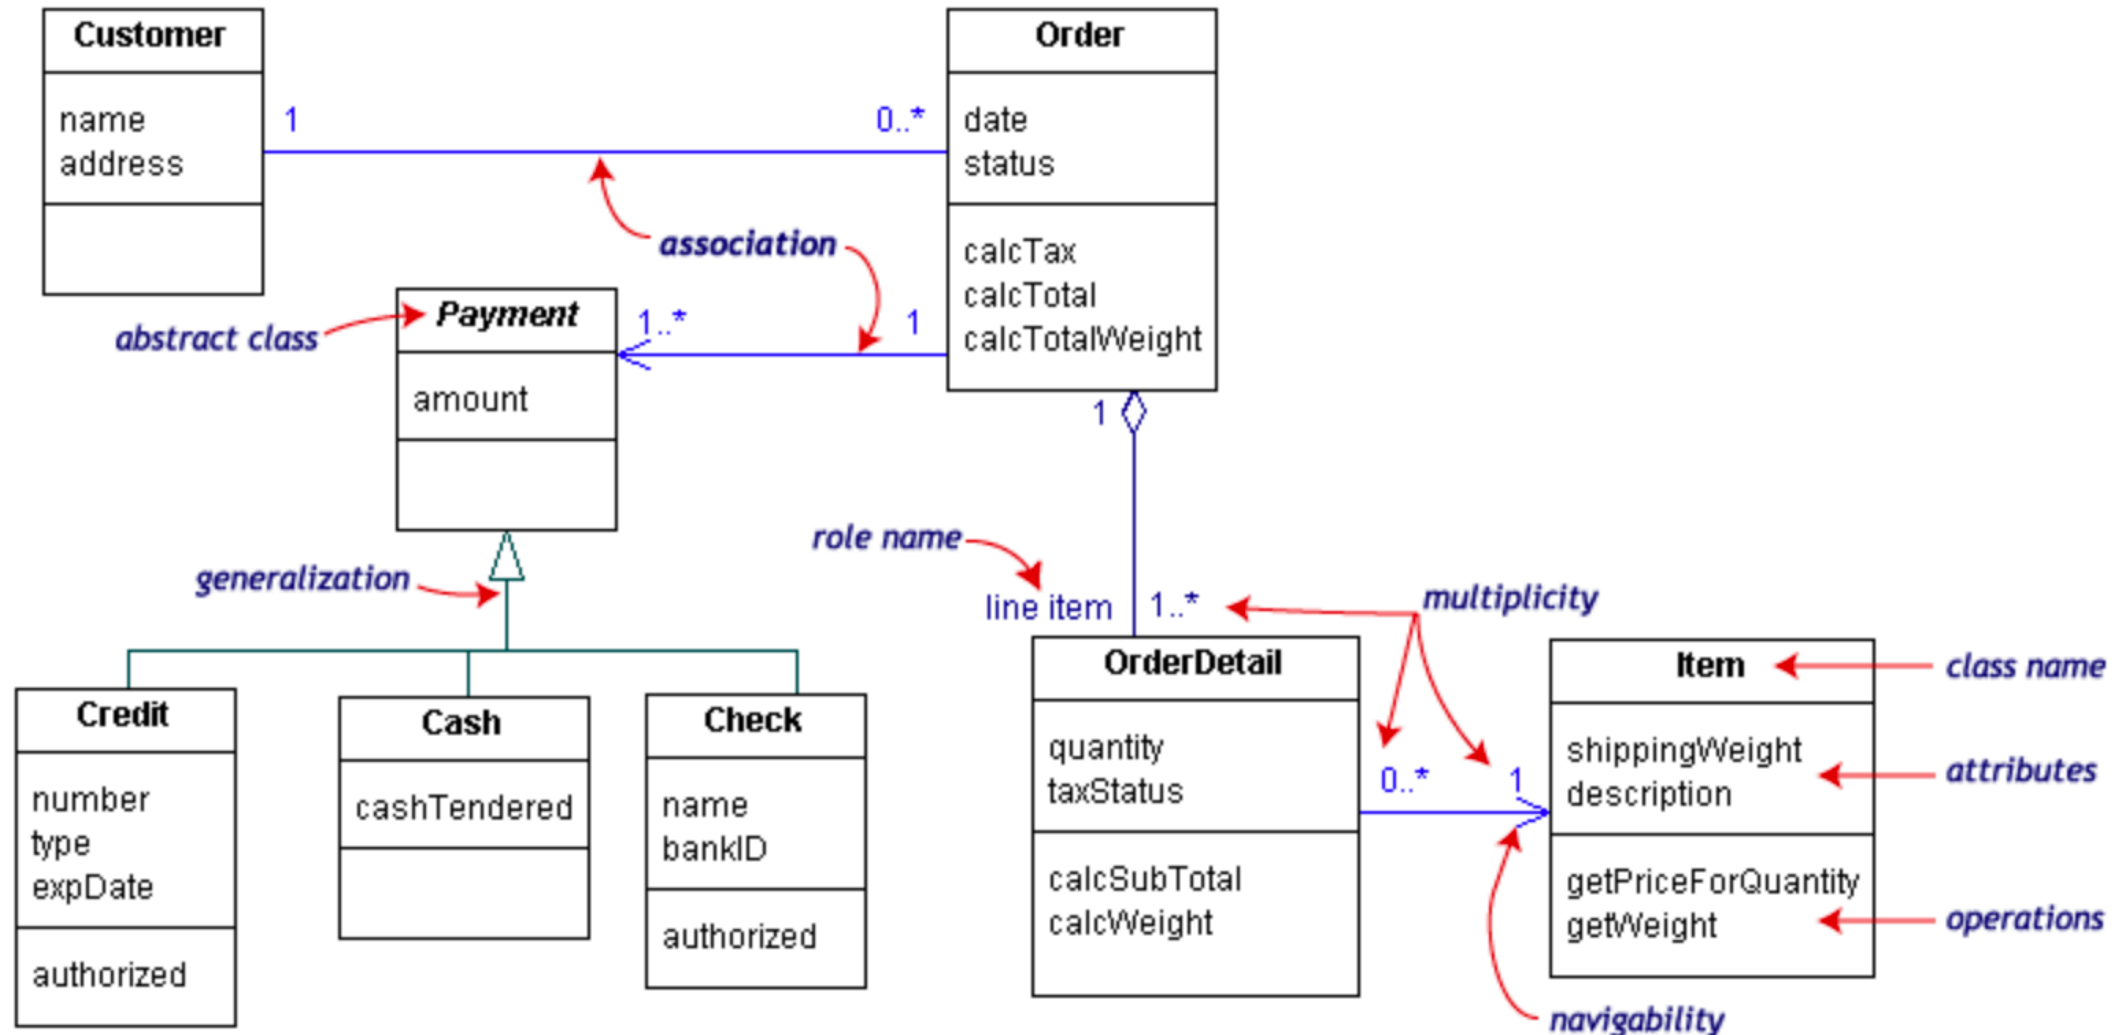 Customer
name
address
1
0..*
Order
date
status
calcTax
calcTotal
calcTotalWeight
association
abstract class
Payment
amount
1..*
1
1
generalization
role name
line item
1..*
multiplicity
Credit
number
type
expDate
authorized
Cash
cashTendered
Check
name
bankID
authorized
OrderDetail
quantity
taxStatus
calcSubTotal
calcWeight
0..*
1
Item
shippingWeight
description
getPriceForQuantity
getWeight
class name
attributes
operations
navigability